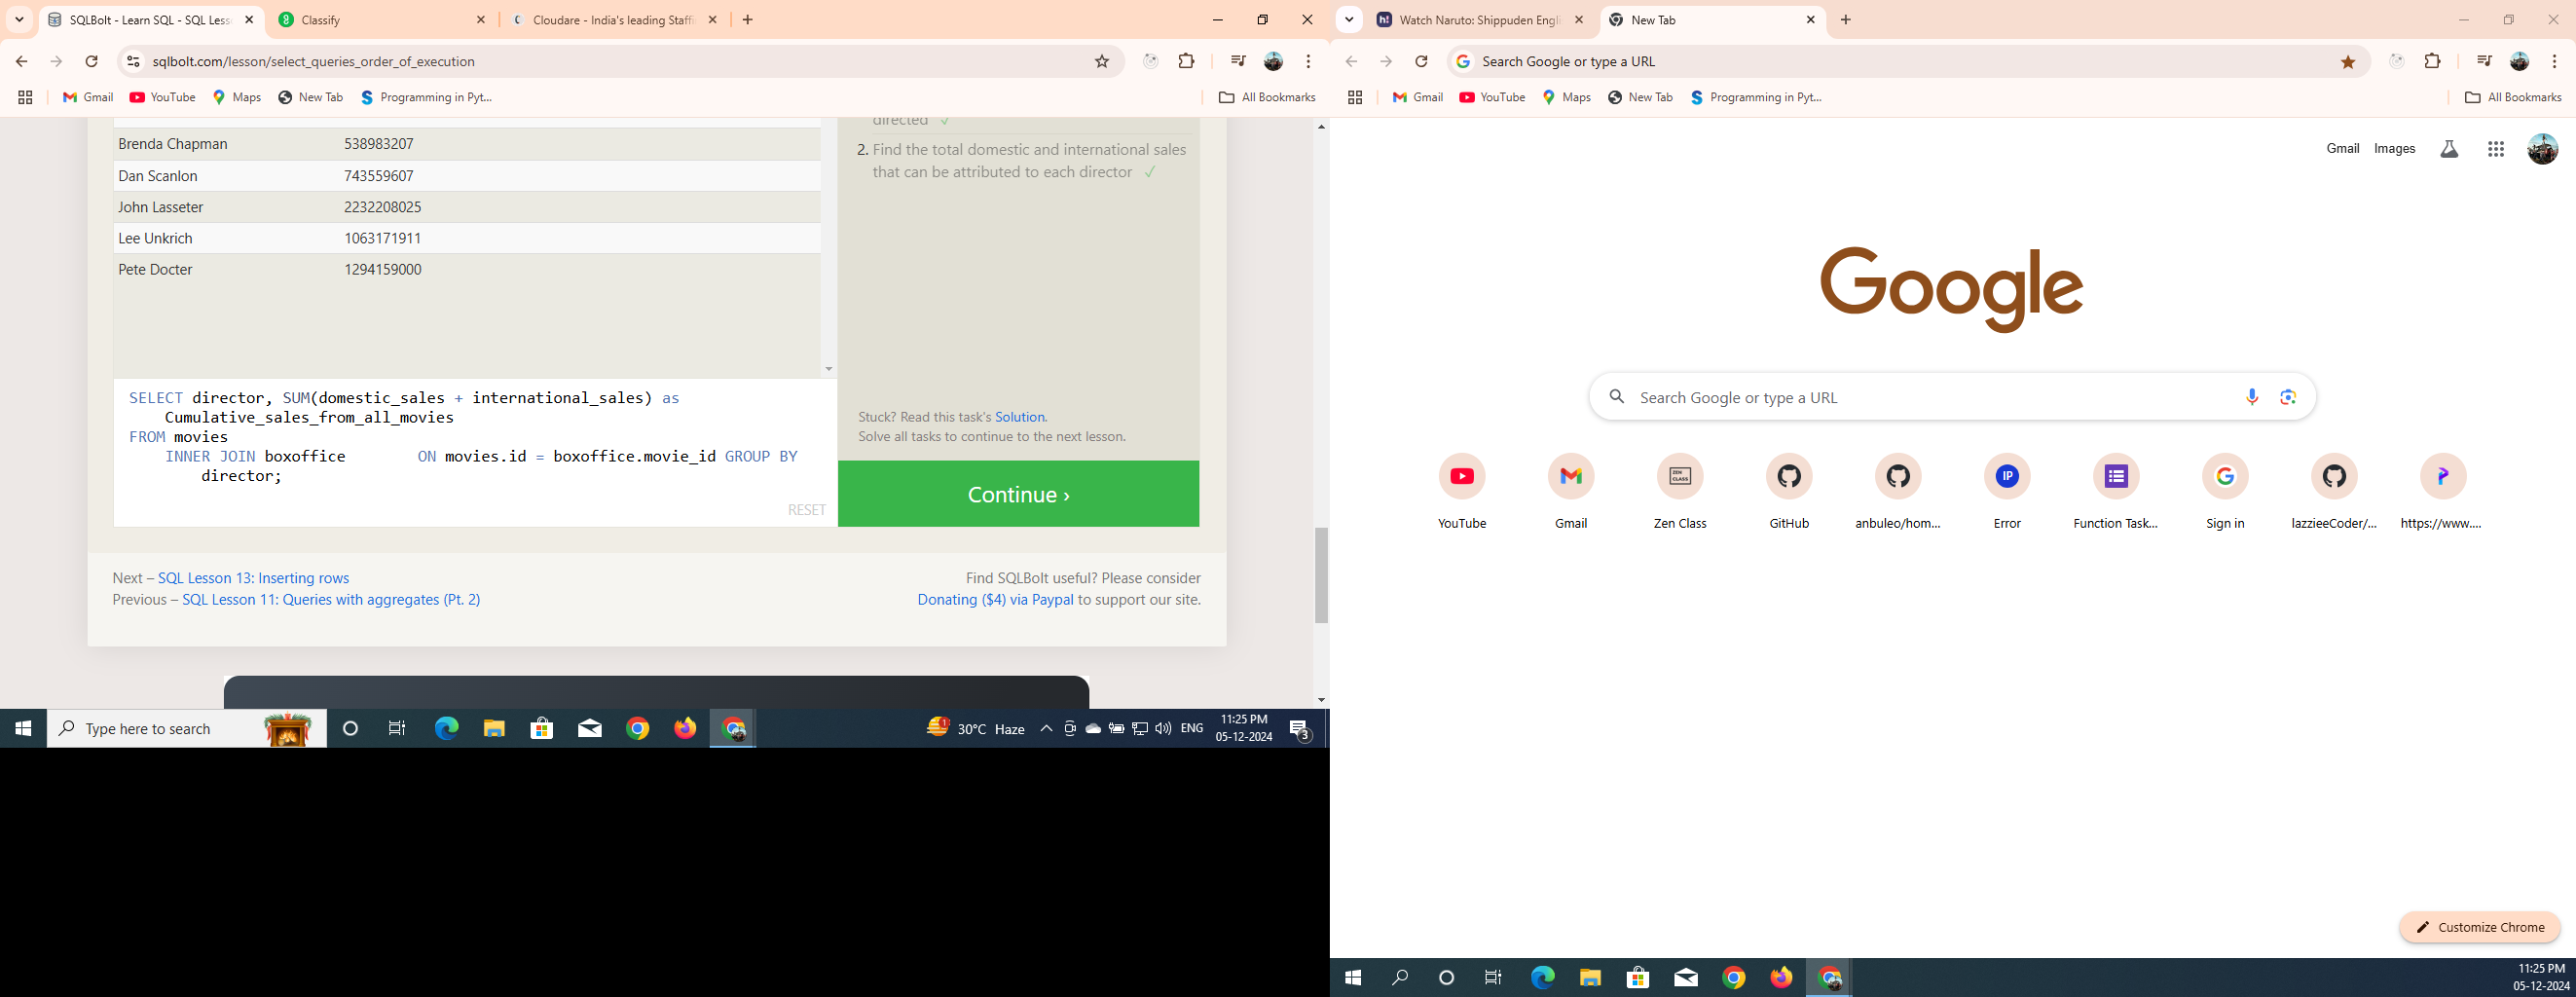 SQLBolt - Learn SQL - SQL Less
Classify
Cloudare - India's leading Staffi
sqlbolt.com/lesson/select_queries_order_of_execution
Gmail
YouTube
Maps
New Tab
Programming in Pyt...
All Bookmarks
Brenda Chapman 538983207
Dan Scanlon 743559607
John Lasseter 2232208025
Lee Unkrich 1063171911
Pete Docter 1294159000
directed ✓
2. Find the total domestic and international sales
that can be attributed to each director ✓
SELECT director, SUM(domestic_sales + international_sales) as
Cumulative_sales_from_all_movies
FROM movies
INNER JOIN boxoffice ON movies.id = boxoffice.movie_id GROUP BY
director;
RESET
Stuck? Read this task's Solution.
Solve all tasks to continue to the next lesson.
Continue ›
Next – SQL Lesson 13: Inserting rows
Previous – SQL Lesson 11: Queries with aggregates (Pt. 2)
Find SQLBolt useful? Please consider
Donating ($4) via Paypal to support our site.
Type here to search
1
30°C Haze
ENG
11:25 PM
05-12-2024
3
h!
Watch Naruto: Shippuden Engli
New Tab
Search Google or type a URL
Gmail
YouTube
Maps
New Tab
Programming in Pyt...
All Bookmarks
Gmail
Images
Google
Search Google or type a URL
ZEN
CLASS
IP
YouTube
Gmail
Zen Class
GitHub
anbuleo/hom...
Error
Function Task...
Sign in
lazzieeCoder/...
https://www....
Customize Chrome
11:25 PM
05-12-2024